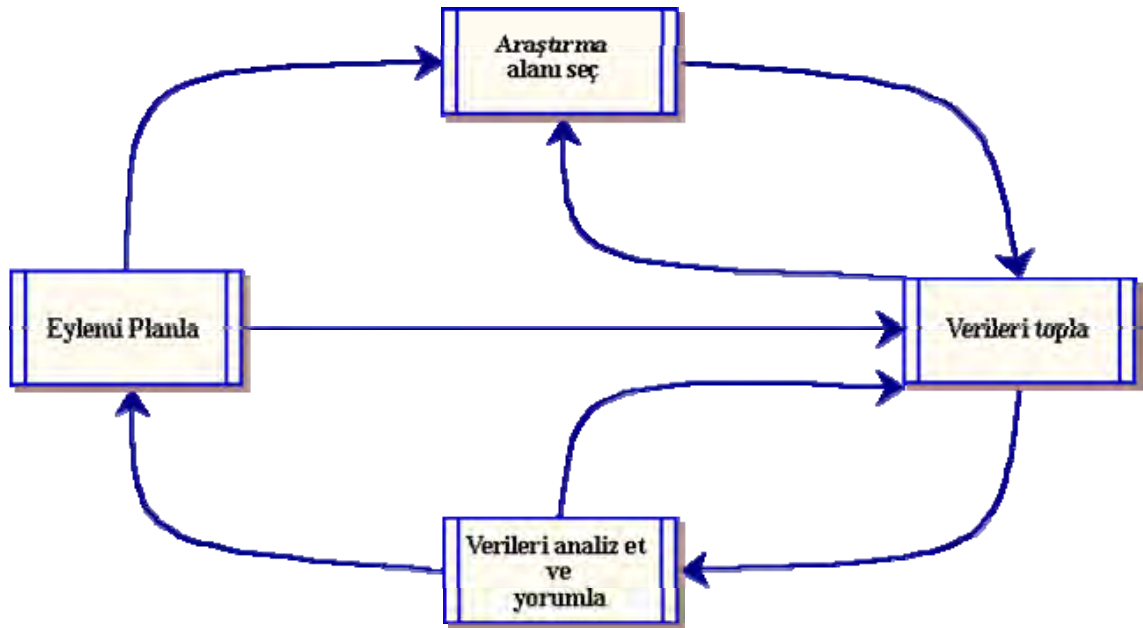 Araştırma
alanı seç
Eylemi Planla
Verileri topla
Verileri analiz et
ve
yorumla